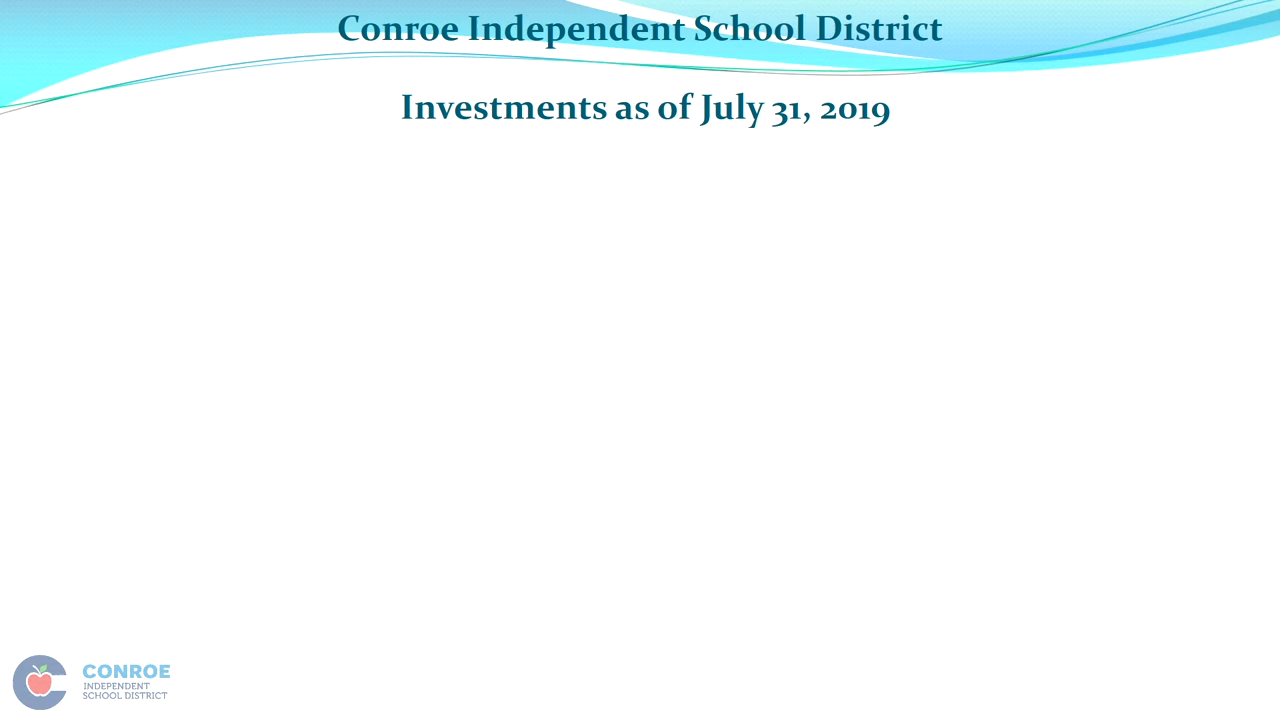 Conroe Independent School District
Investments as of July 31, 2019
CONROE
INDEPENDENT
SCHOOL DISTRICT